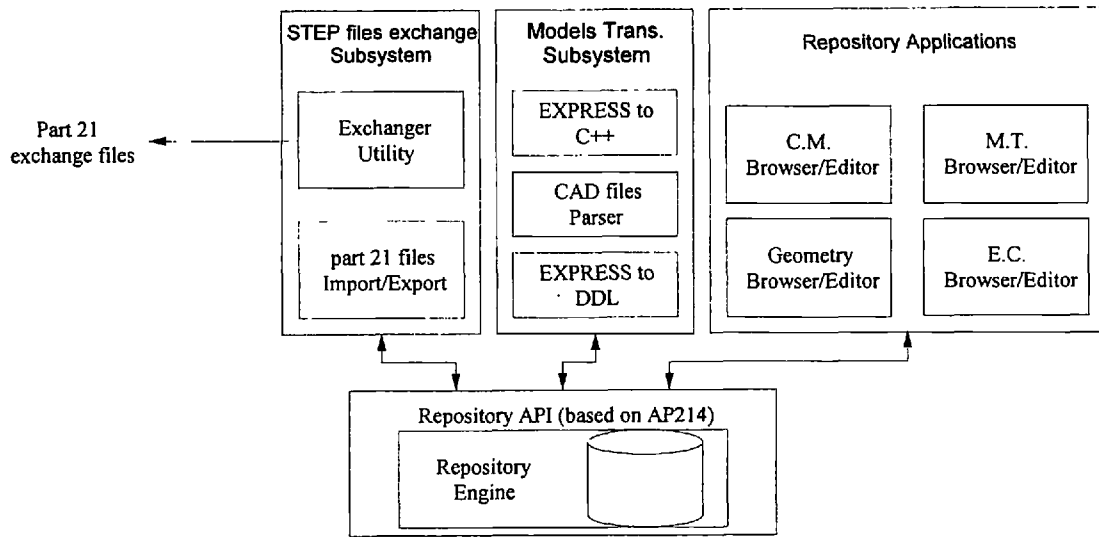 STEP files exchange
Subsystem
Exchanger
Utility
part 21 files
Import/Export
Part 21
exchange files
Models Trans.
Subsystem
EXPRESS to
C++
CAD files
Parser
EXPRESS to
DDL
Repository Applications
C.M.
Browser/Editor
M.T.
Browser/Editor
Geometry
Browser/Editor
E.C.
Browser/Editor
Repository API (based on AP214)
Repository
Engine